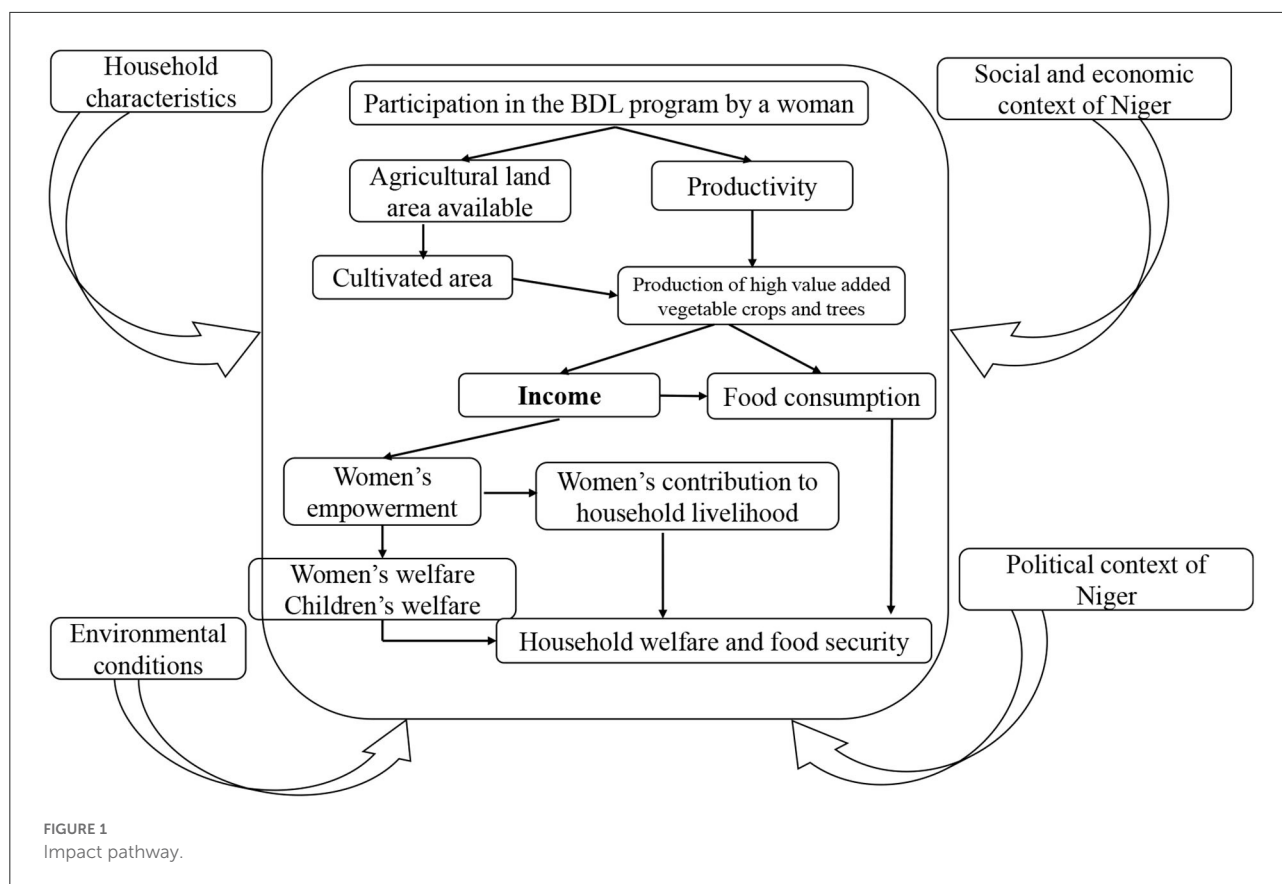 Household
characteristics
Social and economic
context of Niger
Participation in the BDL program by a woman
Agricultural land
area available
Productivity
Cultivated area
Production of high value added
vegetable crops and trees
Income
Food consumption
Women's
empowerment
Women's contribution to
household livelihood
Women's welfare
Children's welfare
Political context of
Niger
Environmental
conditions
Household welfare and food security
FIGURE 1
Impact pathway.